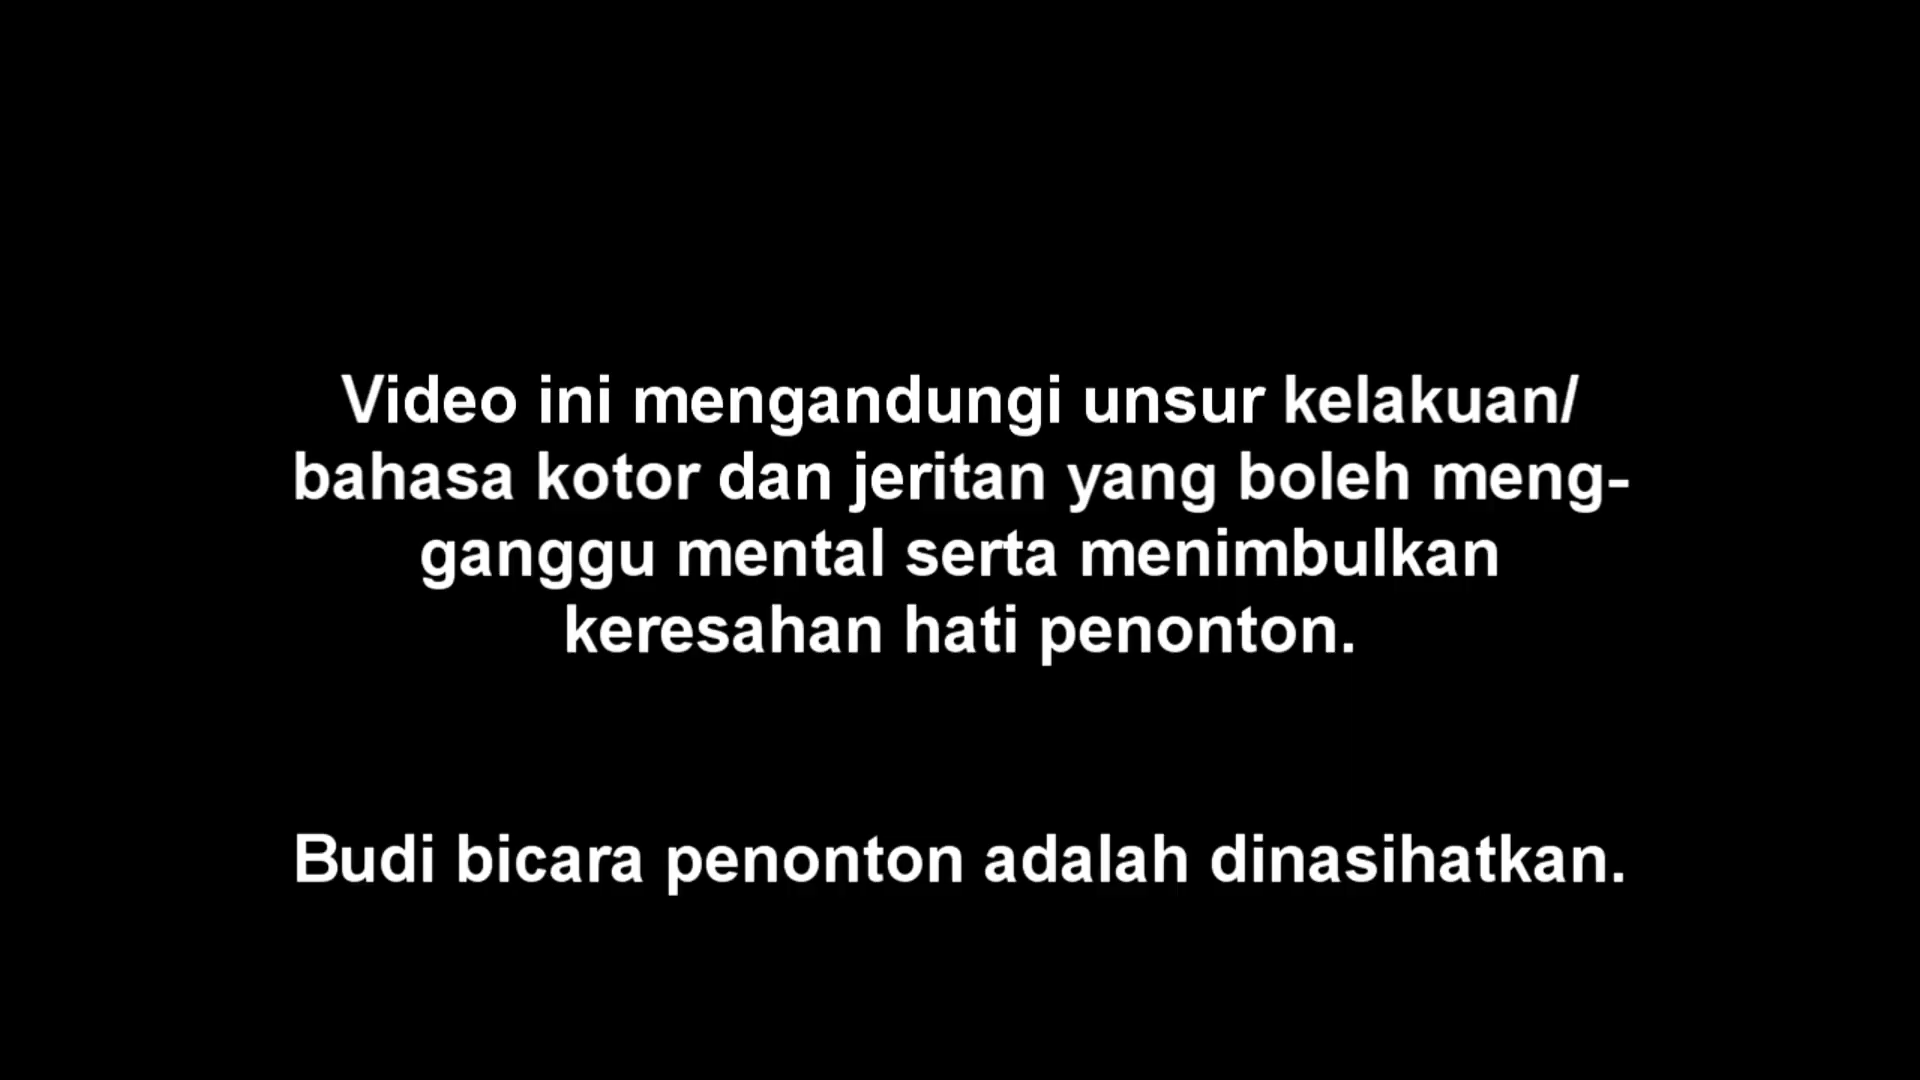 Video ini mengandungi unsur kelakuan/
bahasa kotor dan jeritan yang boleh meng-
ganggu mental serta menimbulkan
keresahan hati penonton.
Budi bicara penonton adalah dinasihatkan.